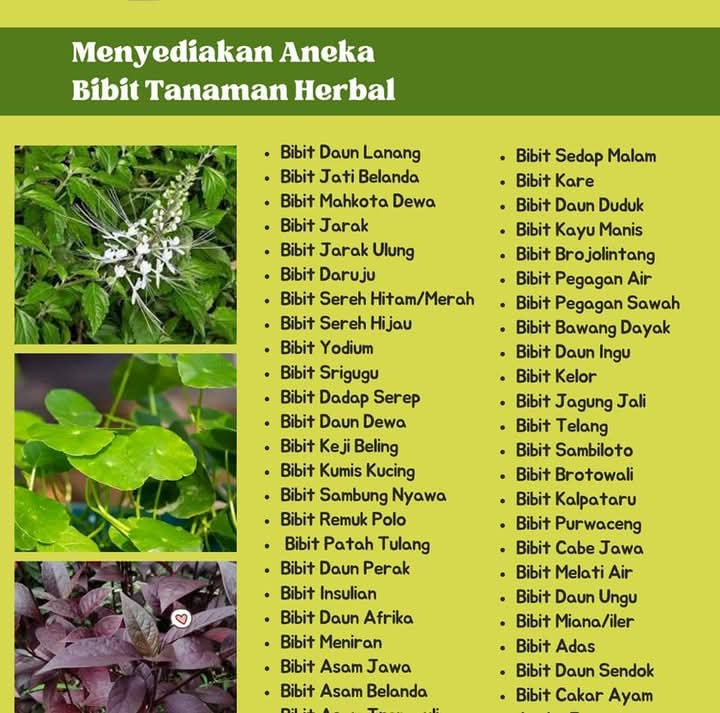 Menyediakan Aneka
Bibit Tanaman Herbal
Bibit Daun Lanang
Bibit Jati Belanda
Bibit Mahkota Dewa
Bibit Jarak
Bibit Jarak Ulung
Bibit Daruju
Bibit Sereh Hitam/Merah
Bibit Sereh Hijau
Bibit Yodium
Bibit Srigugu
Bibit Dadap Serep
Bibit Daun Dewa
Bibit Keji Beling
Bibit Kumis Kucing
Bibit Sambung Nyawa
Bibit Remuk Polo
Bibit Patah Tulang
Bibit Daun Perak
Bibit Insulian
Bibit Daun Afrika
Bibit Meniran
Bibit Asam Jawa
Bibit Asam Belanda
Bibit Sedap Malam
Bibit Kare
Bibit Daun Duduk
Bibit Kayu Manis
Bibit Brojolintang
Bibit Pegagan Air
Bibit Pegagan Sawah
Bibit Bawang Dayak
Bibit Daun Ingu
Bibit Kelor
Bibit Jagung Jali
Bibit Telang
Bibit Sambiloto
Bibit Brotowali
Bibit Kalpataru
Bibit Purwaceng
Bibit Cabe Jawa
Bibit Melati Air
Bibit Daun Ungu
Bibit Miana/iler
Bibit Adas
Bibit Daun Sendok
Bibit Cakar Ayam